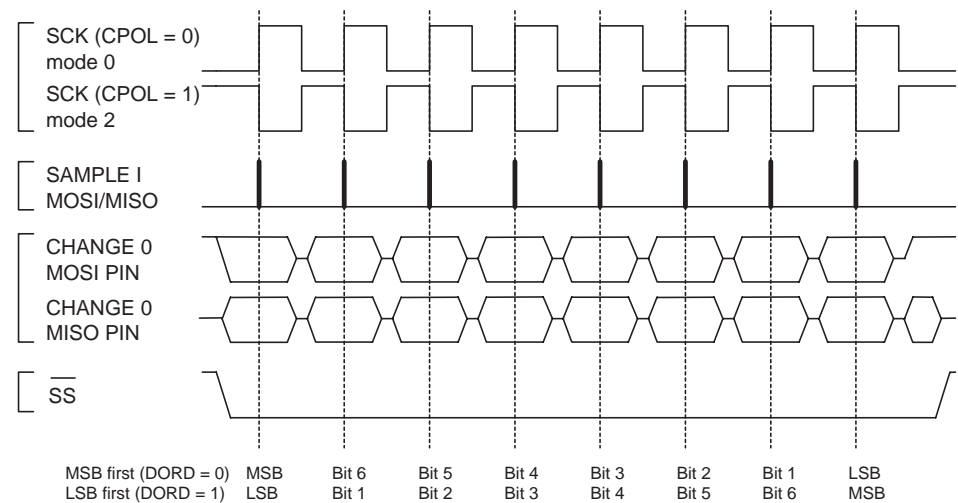 SCK (CPOL = 0)
mode 0
SCK (CPOL = 1)
mode 2
SAMPLE I
MOSI/MISO
CHANGE 0
MOSI PIN
CHANGE 0
MISO PIN
SS
MSB first (DORD = 0) MSB Bit 6 Bit 5 Bit 4 Bit 3 Bit 2 Bit 1 LSB
LSB first (DORD = 1) LSB Bit 1 Bit 2 Bit 3 Bit 4 Bit 5 Bit 6 MSB